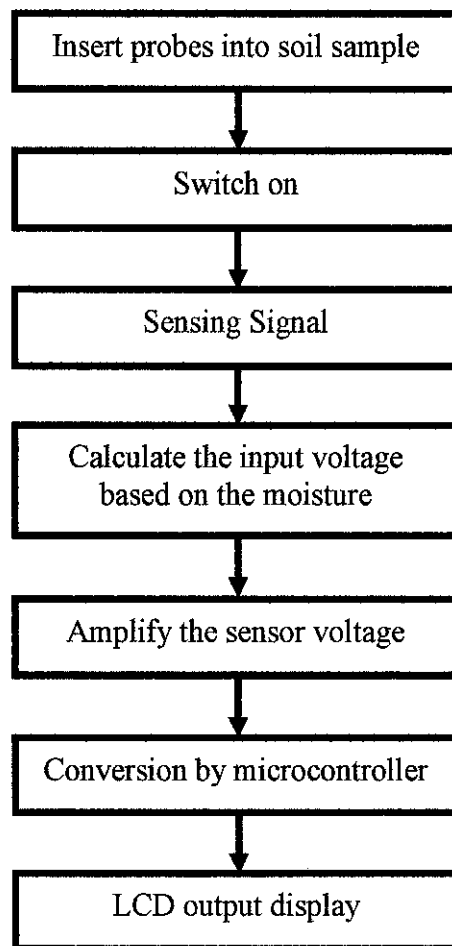 Insert probes into soil sample
Switch on
Sensing Signal
Calculate the input voltage
based on the moisture
Amplify the sensor voltage
Conversion by microcontroller
LCD output display